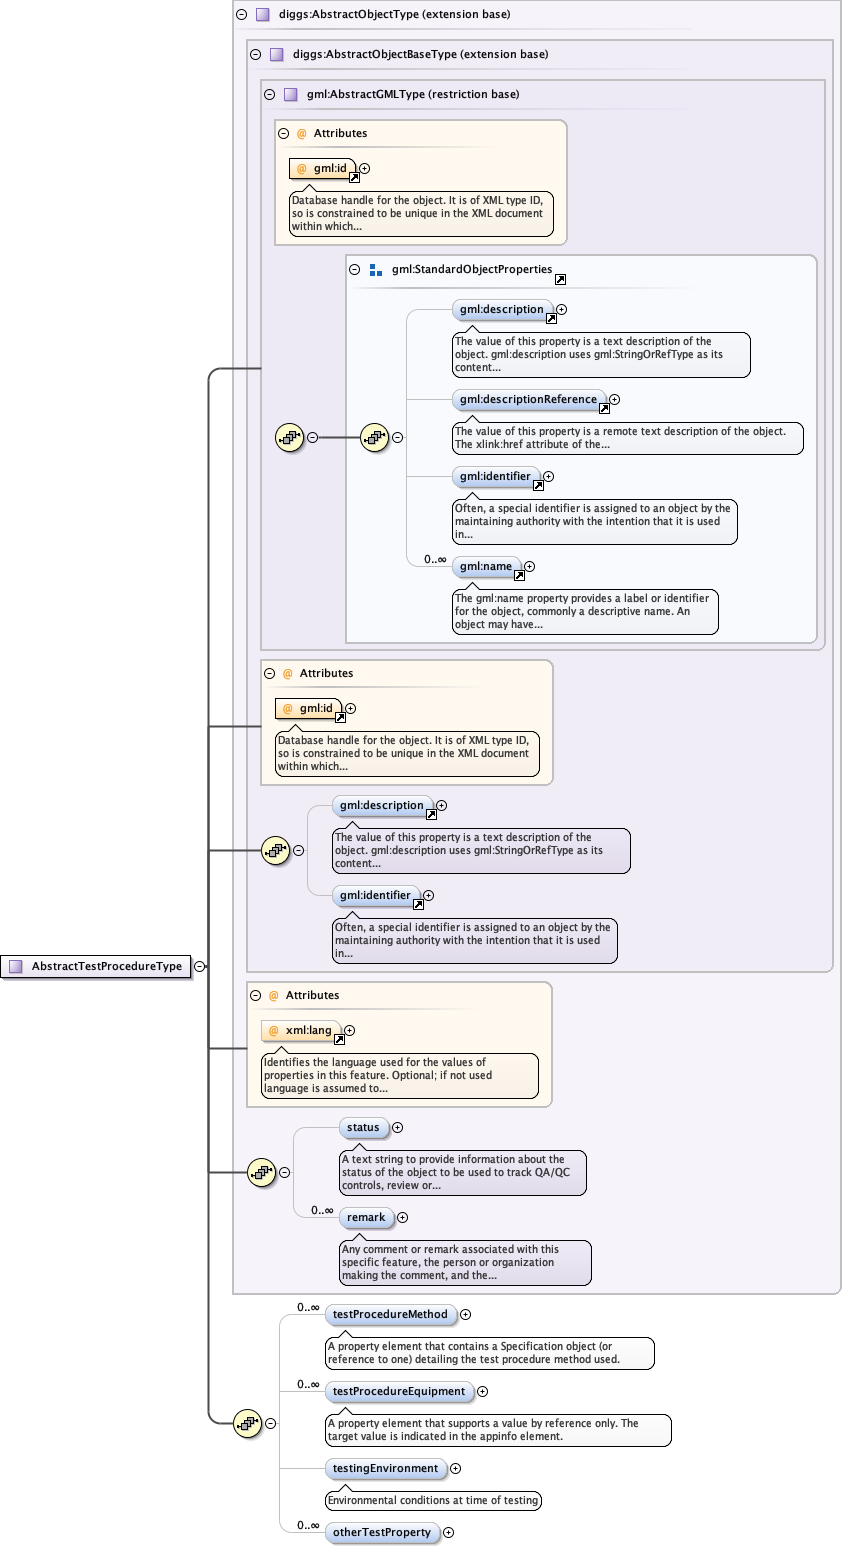 diggs:AbstractObjectType (extension base)
diggs:AbstractObjectBaseType (extension base)
gml:AbstractGMLType (restriction base)
@ Attributes
@ gml:id
Database handle for the object. It is of XML type ID,
so is constrained to be unique in the XML document
within which...
gml:StandardObjectProperties
gml:description
The value of this property is a text description of the
object. gml:description uses gml:StringOrRefType as its
content...
gml:descriptionReference
The value of this property is a remote text description of the object.
The xlink:href attribute of the...
gml:identifier
Often, a special identifier is assigned to an object by the
maintaining authority with the intention that it is used
in...
0..∞
gml:name
The gml:name property provides a label or identifier
for the object, commonly a descriptive name. An
object may have...
@ Attributes
@ gml:id
Database handle for the object. It is of XML type ID,
so is constrained to be unique in the XML document
within which...
gml:description
The value of this property is a text description of the
object. gml:description uses gml:StringOrRefType as its
content...
gml:identifier
Often, a special identifier is assigned to an object by the
maintaining authority with the intention that it is used
in...
AbstractTestProcedureType
@ Attributes
@ xml:lang
Identifies the language used for the values of
properties in this feature. Optional; if not used
language is assumed to...
status
A text string to provide information about the
status of the object to be used to track QA/QC
controls, review or...
0..∞
remark
Any comment or remark associated with this
specific feature, the person or organization
making the comment, and the...
0..∞
testProcedureMethod
A property element that contains a Specification object (or
reference to one) detailing the test procedure method used.
0..∞
testProcedureEquipment
A property element that supports a value by reference only. The
target value is indicated in the appinfo element.
testingEnvironment
Environmental conditions at time of testing
0..∞
otherTestProperty